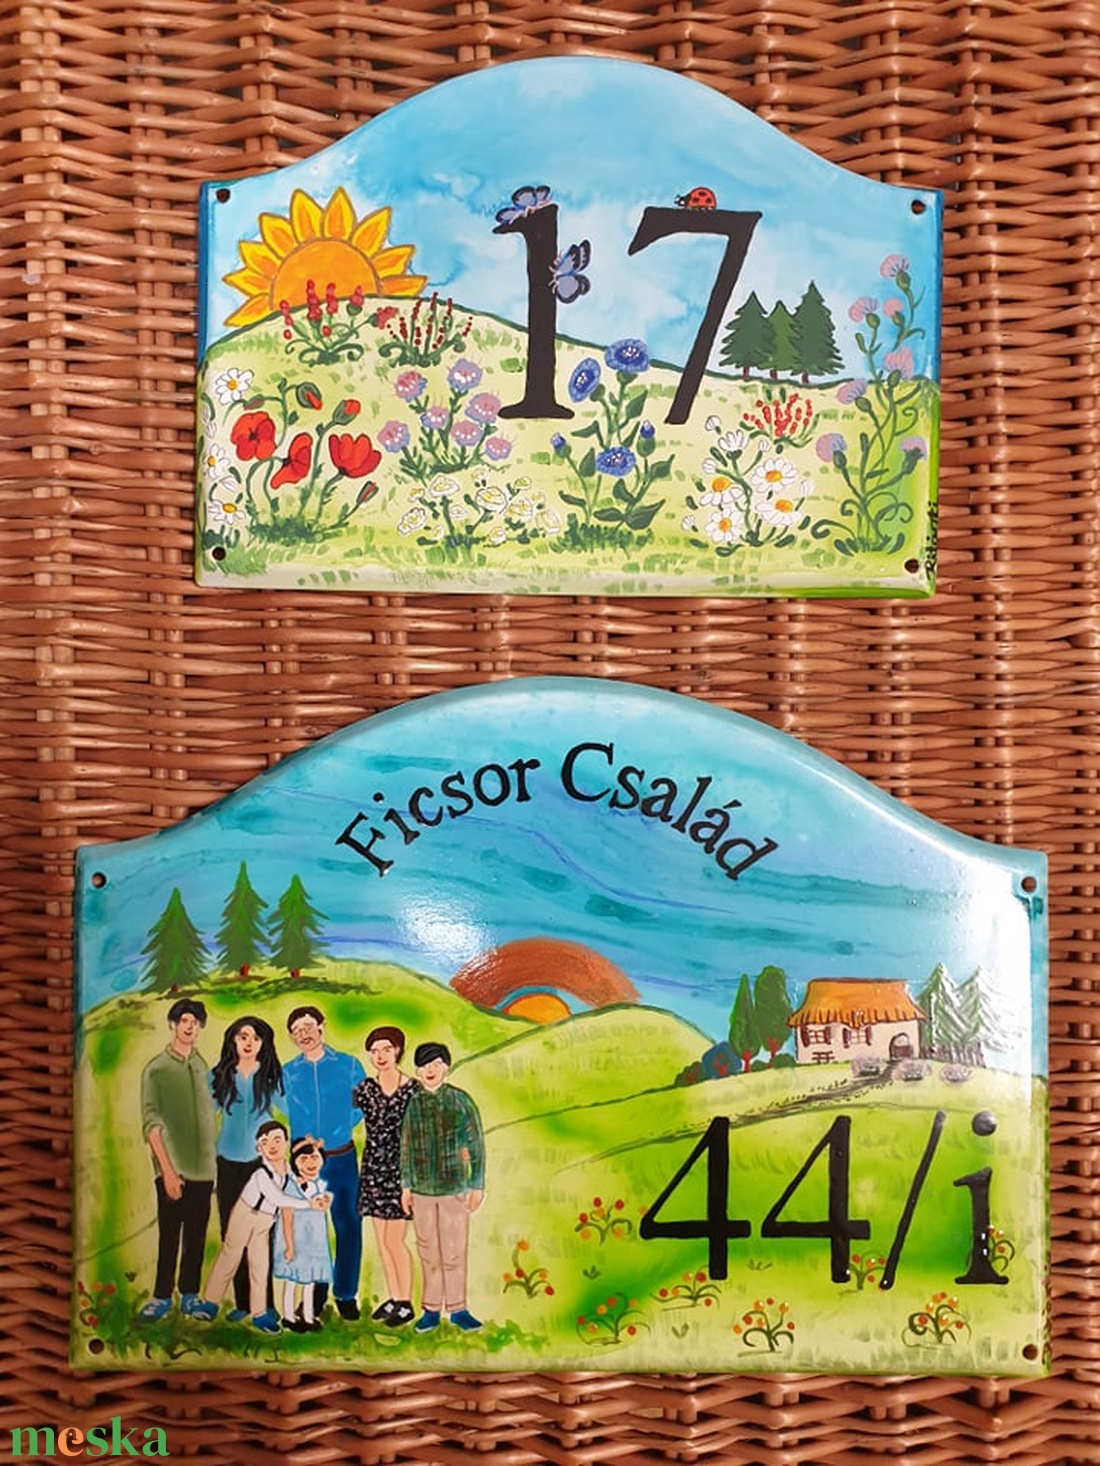 17
Ficsor Család
44/i
meska